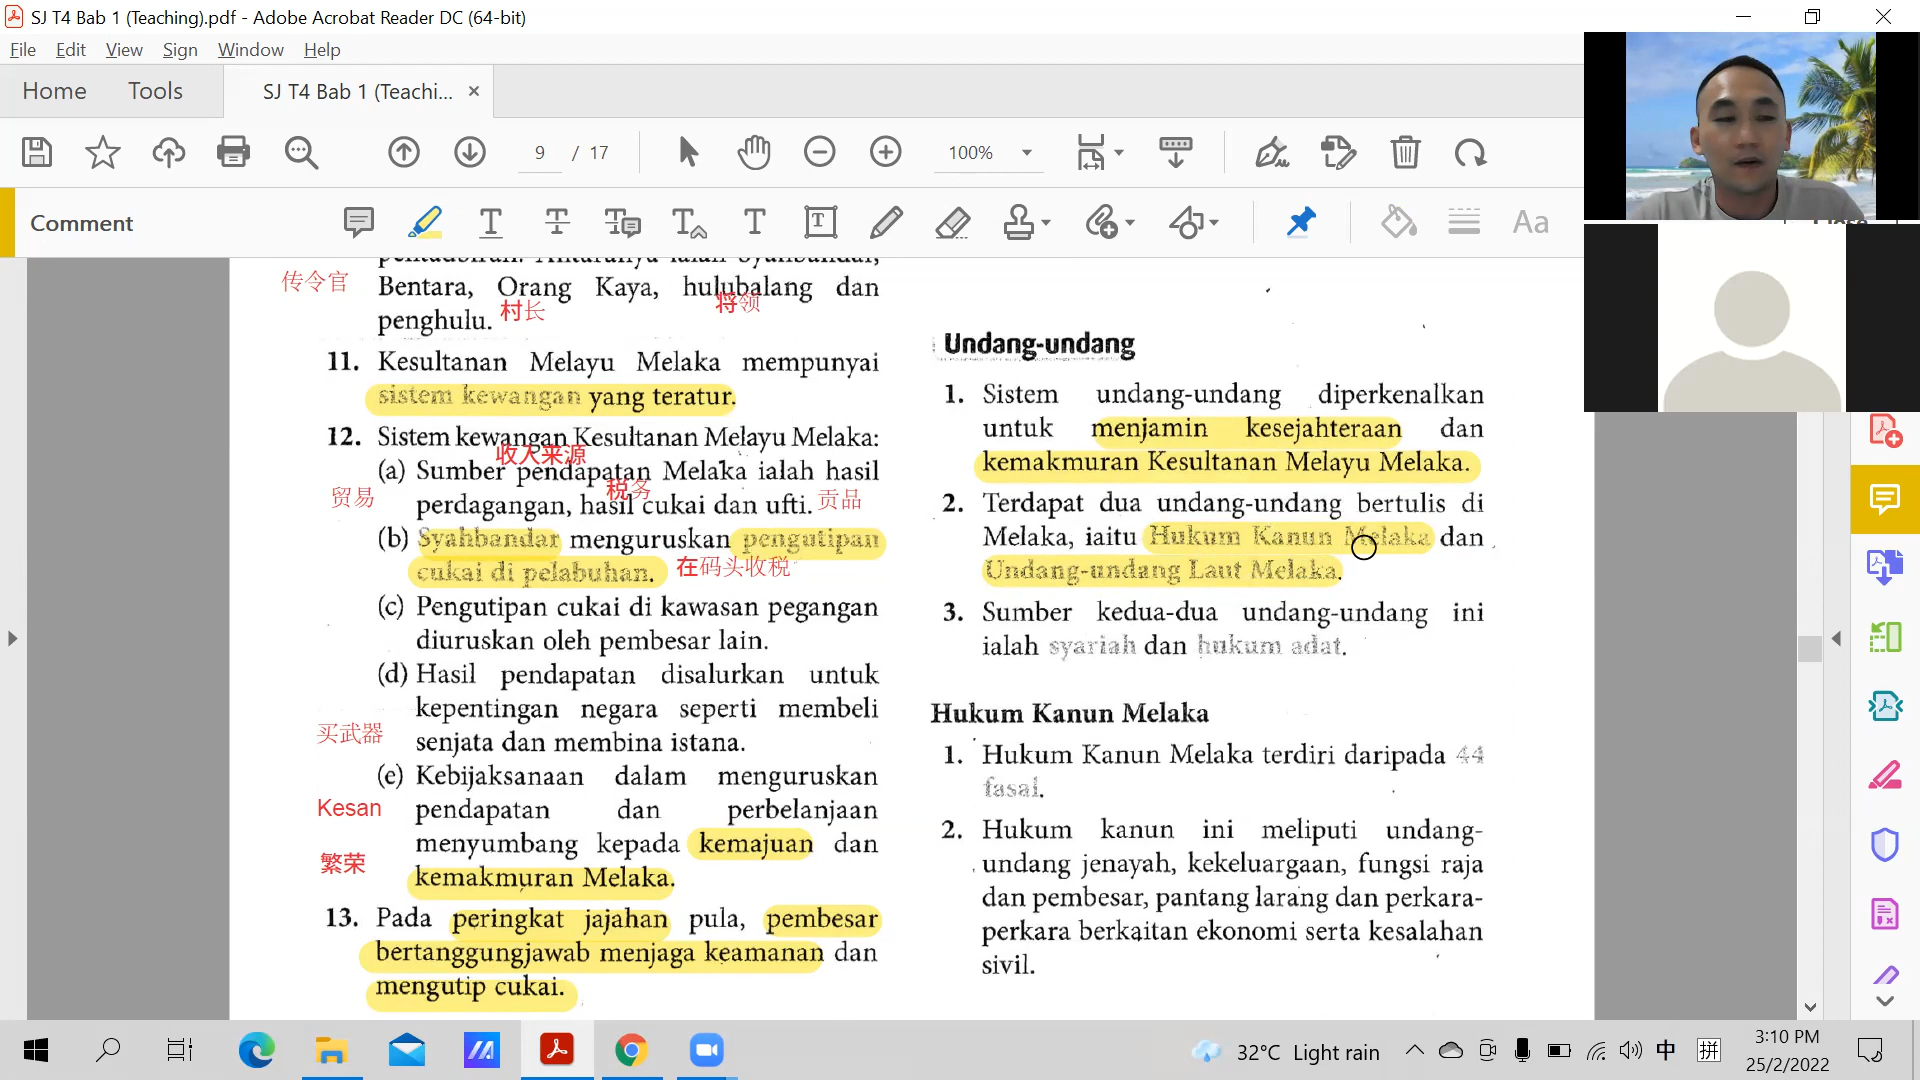 SJ T4 Bab 1 (Teaching).pdf - Adobe Acrobat Reader DC (64-bit)
File Edit View Sign Window Help
Home Tools SJ T4 Bab 1 (Teachi... ×
9 / 17 100%
Comment
Aa
传令官
Bentara, Orang Kaya, hulubalang dan
村长 将领
penghulu.
11. Kesultanan Melayu Melaka mempunyai
sistem kewangan yang teratur.
12. Sistem kewangan Kesultanan Melayu Melaka:
收入来源
(a) Sumber pendapatan Melaka ialah hasil
贸易 税务
perdagangan, hasil cukai dan ufti. 贡品
(b) Syahbandar menguruskan pengutipan
cukai di pelabuhan. 在码头收税
(c) Pengutipan cukai di kawasan pegangan
diuruskan oleh pembesar lain.
(d) Hasil pendapatan disalurkan untuk
kepentingan negara seperti membeli
买武器
senjata dan membina istana.
(e) Kebijaksanaan dalam menguruskan
Kesan
pendapatan dan perbelanjaan
menyumbang kepada kemajuan dan
繁荣
kemakmuran Melaka.
13. Pada peringkat jajahan pula, pembesar
bertanggungjawab menjaga keamanan dan
mengutip cukai.
Undang-undang
1. Sistem undang-undang diperkenalkan
untuk menjamin kesejahteraan dan
kemakmuran Kesultanan Melayu Melaka.
2. Terdapat dua undang-undang bertulis di
Melaka, iaitu Hukum Kanun Melaka dan
Undang-undang Laut Melaka.
3. Sumber kedua-dua undang-undang ini
ialah syariah dan hukum adat.
Hukum Kanun Melaka
1. Hukum Kanun Melaka terdiri daripada 44
fasal.
2. Hukum kanun ini meliputi undang-
undang jenayah, kekeluargaan, fungsi raja
dan pembesar, pantang larang dan perkara-
perkara berkaitan ekonomi serta kesalahan
sivil.
32°C Light rain 中 拼 3:10 PM
25/2/2022